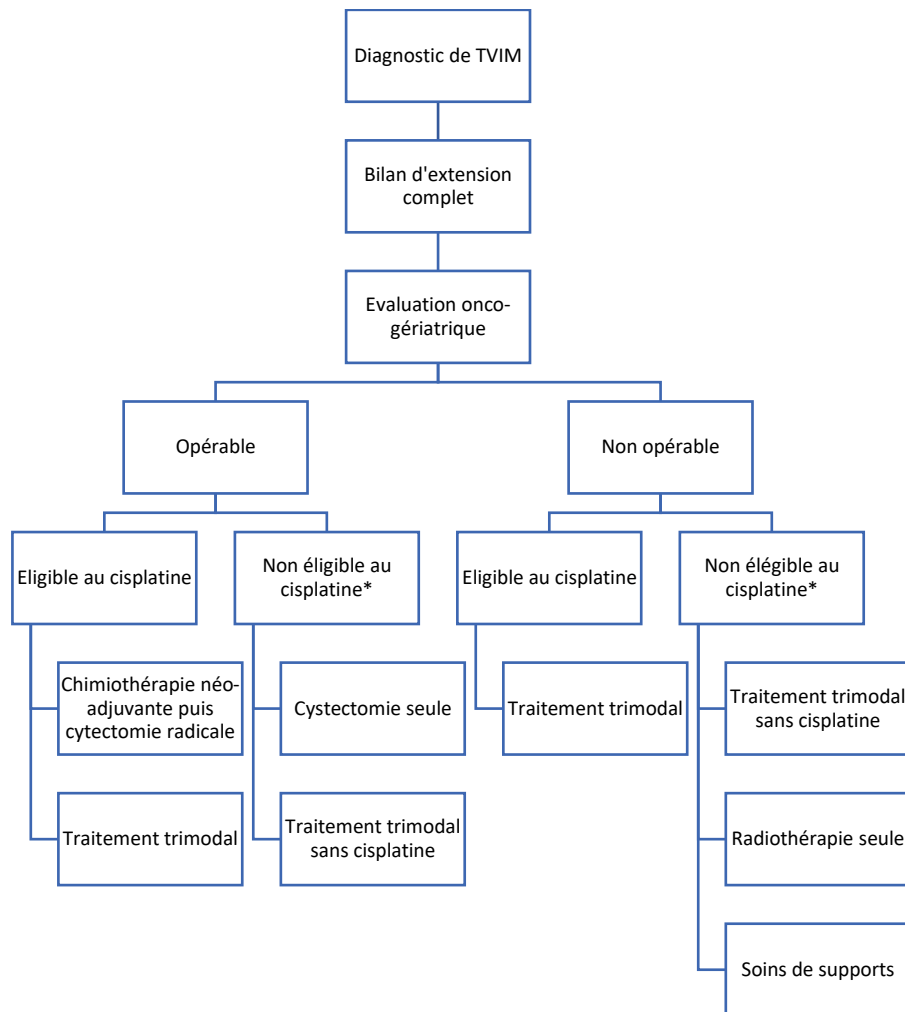 Diagnostic de TVIM
Bilan d'extension
complet
Evaluation onco-
gériatrique
Opérable
Non opérable
Eligible au cisplatine
Non éligible au
cisplatine*
Eligible au cisplatine
Non élégible au
cisplatine*
Chimiothérapie néo-
adjuvante puis
cytectomie radicale
Cystectomie seule
Traitement trimodal
Traitement trimodal
sans cisplatine
Traitement trimodal
Traitement trimodal
sans cisplatine
Radiothérapie seule
Soins de supports